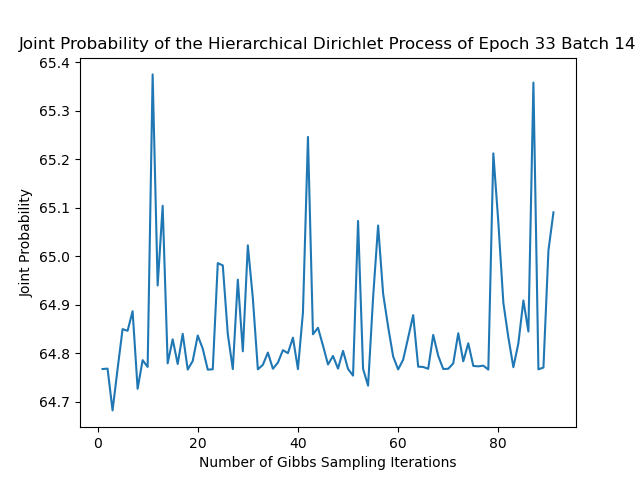 Joint Probability of the Hierarchical Dirichlet Process of Epoch 33 Batch 14
65.4
65.3
65.2
65.1
65.0
64.9
64.8
64.7
Joint Probability
0 20 40 60 80
Number of Gibbs Sampling Iterations